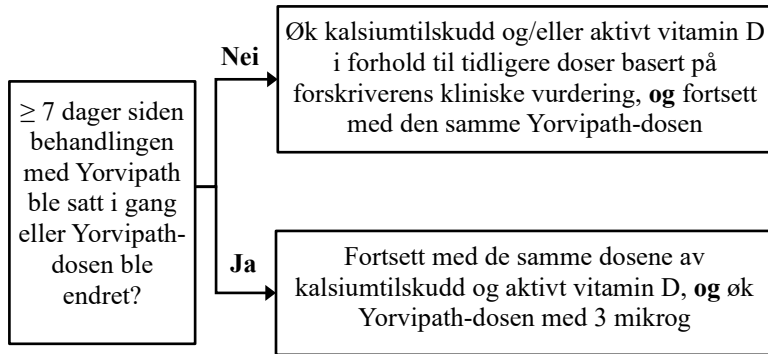 ≥ 7 dager siden
behandlingen
med Yorvipath
ble satt i gang
eller Yorvipath-
dosen ble
endret?
Nei
Øk kalsiumtilskudd og/eller aktivt vitamin D
i forhold til tidligere doser basert på
forskriverens kliniske vurdering, og fortsett
med den samme Yorvipath-dosen
Ja
Fortsett med de samme dosene av
kalsiumtilskudd og aktivt vitamin D, og øk
Yorvipath-dosen med 3 mikrog